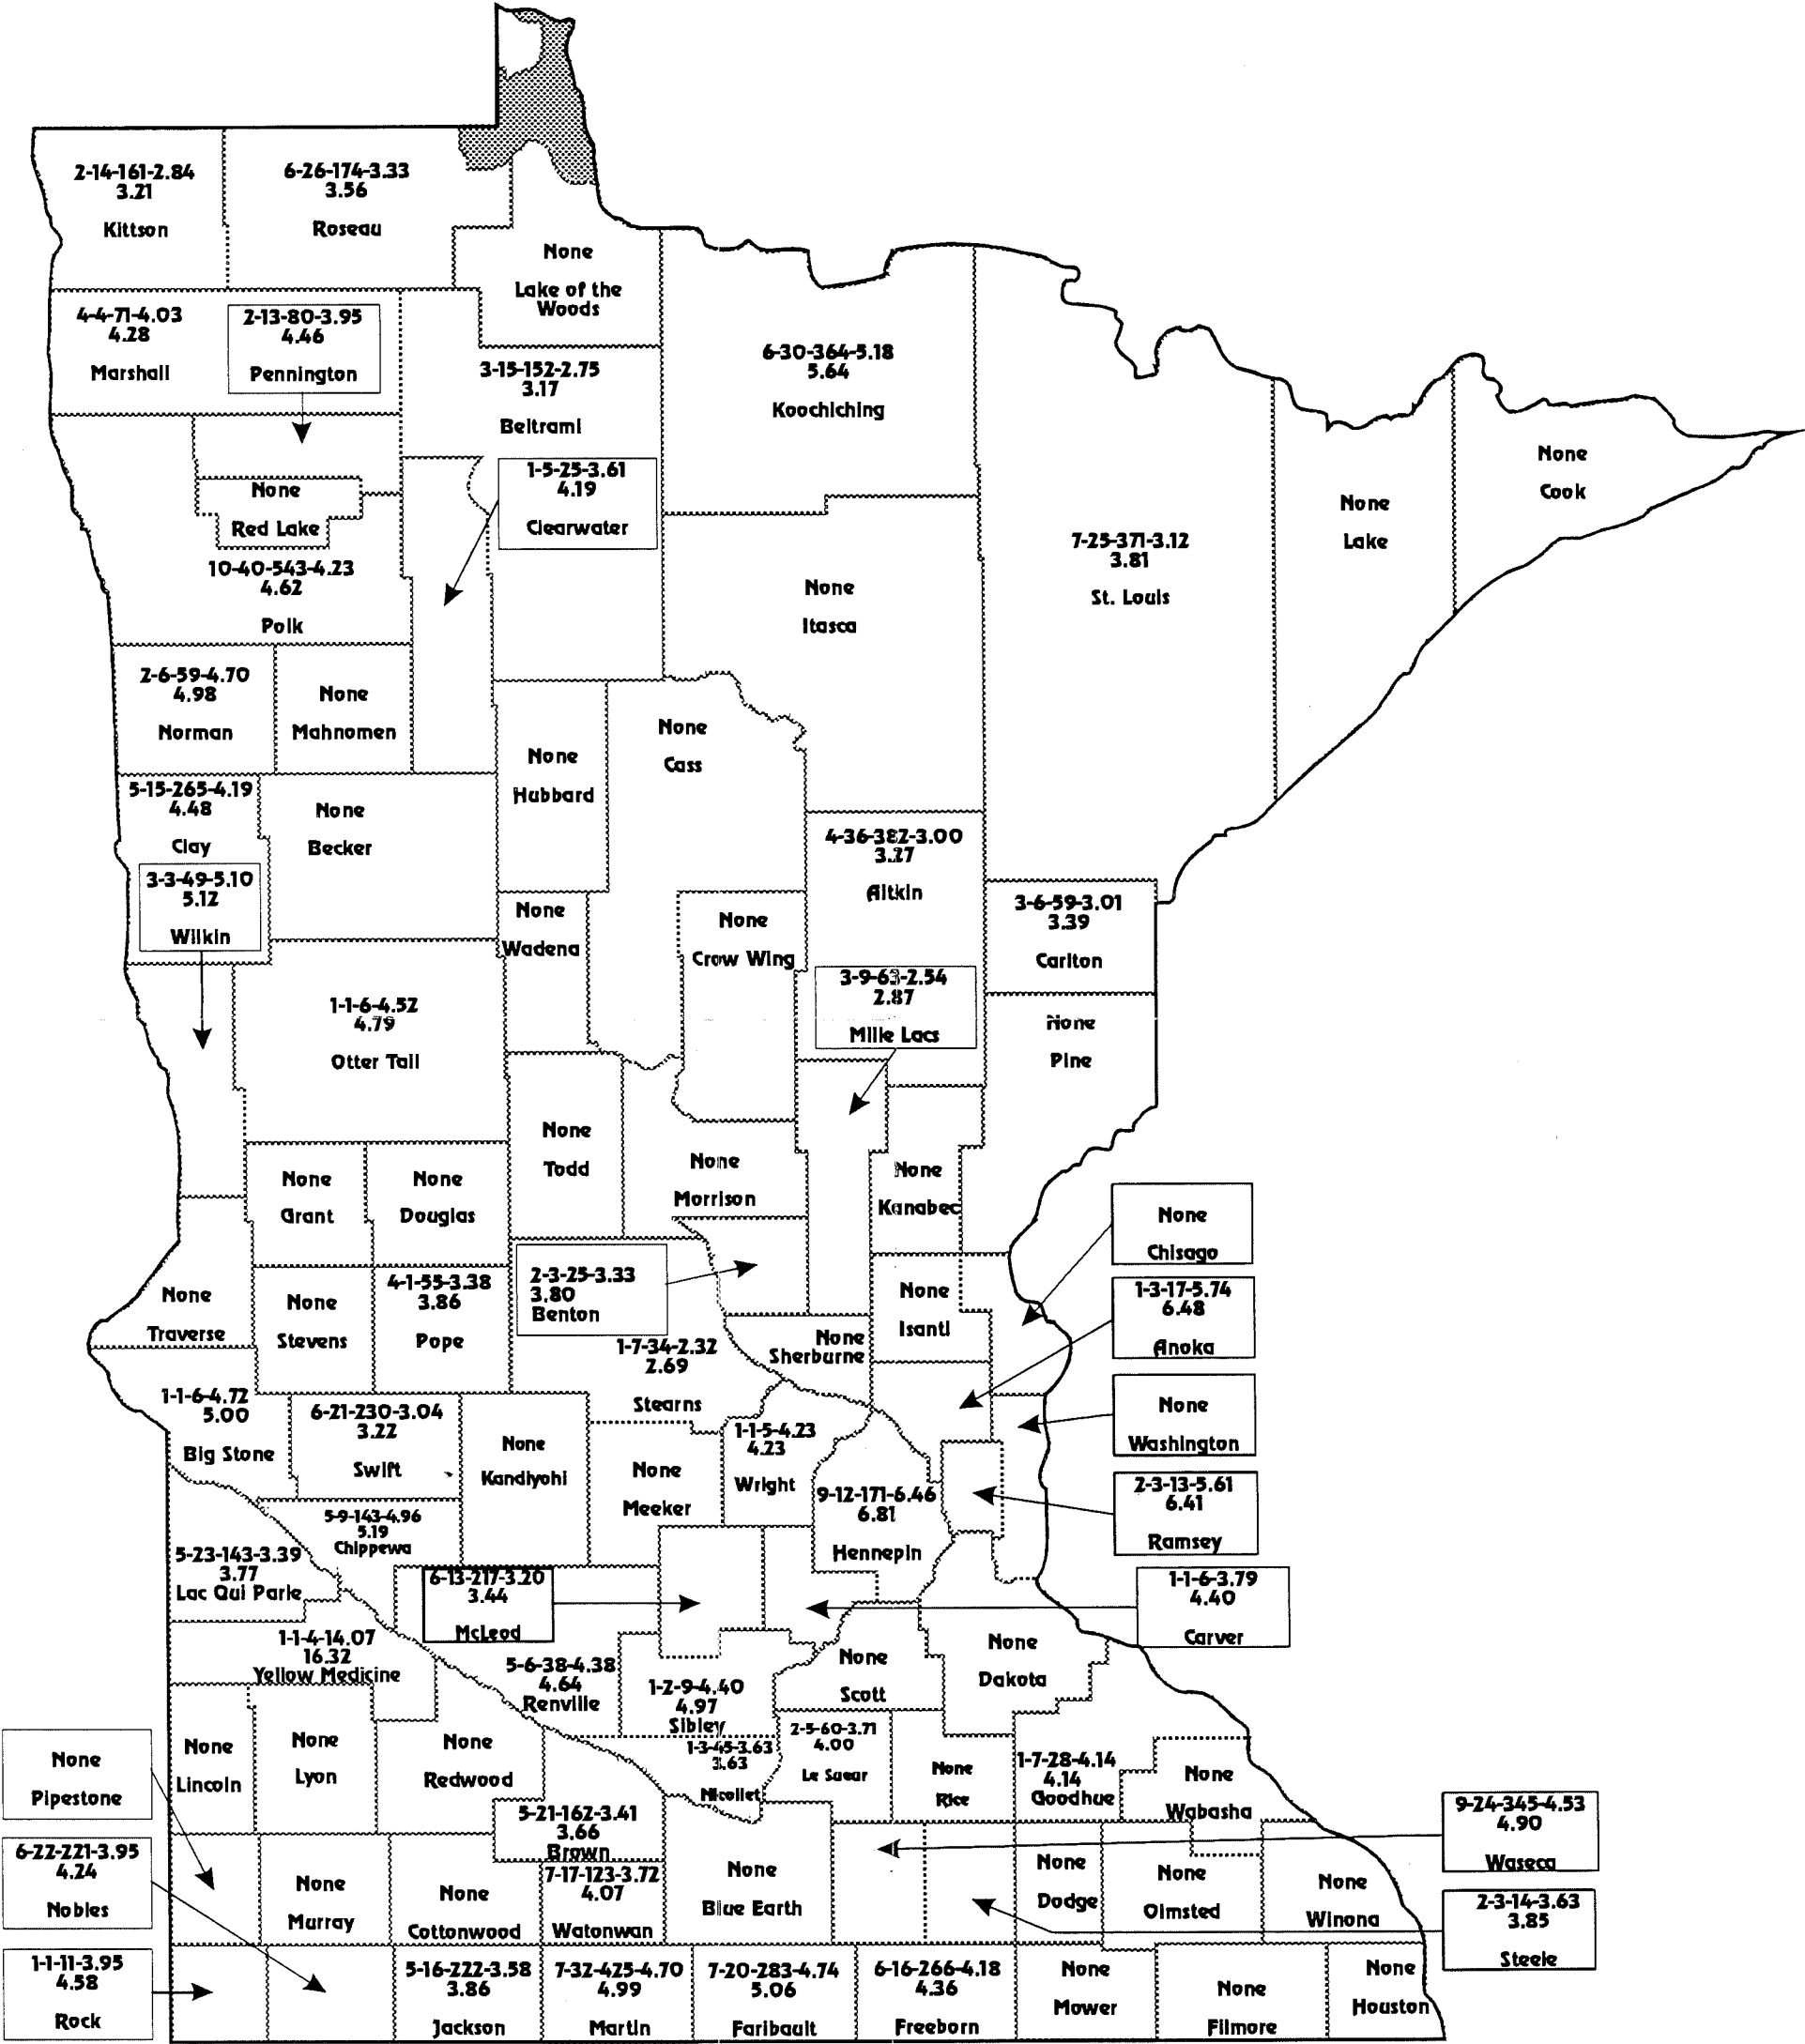 2-14-161-2.84
3.21
Kittson
6-26-174-3.33
3.56
Roseau
None
Lake of the
Woods
4-4-71-4.03
4.28
Marshall
2-13-80-3.95
4.46
Pennington
3-15-152-2.75
3.17
Beltrami
6-30-364-5.18
5.64
Koochiching
None
Cook
None
Lake
7-25-371-3.12
3.81
St. Louis
1-5-25-3.61
4.19
Clearwater
None
Red Lake
10-40-543-4.23
4.62
Polk
None
Itasca
2-6-59-4.70
4.98
Norman
None
Mahnomen
None
Hubbard
None
Cass
5-15-265-4.19
4.48
Clay
None
Becker
4-36-382-3.00
3.27
Aitkin
3-3-49-5.10
5.12
Wilkin
None
Wadena
None
Crow Wing
3-6-59-3.01
3.39
Carlton
3-9-63-2.54
2.87
Mille Lacs
1-1-6-4.52
4.79
Otter Tail
None
Pine
None
Todd
None
Morrison
None
Kanabec
None
Grant
None
Douglas
None
Chisago
None
Traverse
None
Stevens
4-1-55-3.38
3.86
Pope
2-3-25-3.33
3.80
Benton
None
Isanti
1-3-17-5.74
6.48
Anoka
None
Sherburne
1-7-34-2.32
2.69
Stearns
1-1-6-4.72
5.00
Big Stone
6-21-230-3.04
3.22
Swift
None
Kandiyohi
None
Meeker
1-1-5-4.23
4.23
Wright
None
Washington
9-12-171-6.46
6.81
Hennepin
2-3-13-5.61
6.41
Ramsey
5-9-143-4.96
5.19
Chippewa
5-23-143-3.39
3.77
Lac Qui Parle
6-13-217-3.20
3.44
McLeod
1-1-6-3.79
4.40
Carver
1-1-4-14.07
16.32
Yellow Medicine
5-6-38-4.38
4.64
Renville
1-2-9-4.40
4.97
Sibley
None
Scott
None
Dakota
None
Pipestone
None
Lincoln
None
Lyon
None
Redwood
1-3-45-3.63
3.63
Nicollet
2-5-60-3.71
4.00
Le Suear
None
Rice
1-7-28-4.14
4.14
Goodhue
None
Wabasha
5-21-162-3.41
3.66
Brown
9-24-345-4.53
4.90
Waseca
6-22-221-3.95
4.24
Nobles
None
Murray
None
Cottonwood
7-17-123-3.72
4.07
Watonwan
None
Blue Earth
None
Dodge
None
Olmsted
None
Winona
2-3-14-3.63
3.85
Steele
1-1-11-3.95
4.58
Rock
5-16-222-3.58
3.86
Jackson
7-32-425-4.70
4.99
Martin
7-20-283-4.74
5.06
Faribault
6-16-266-4.18
4.36
Freeborn
None
Mower
None
Filmore
None
Houston